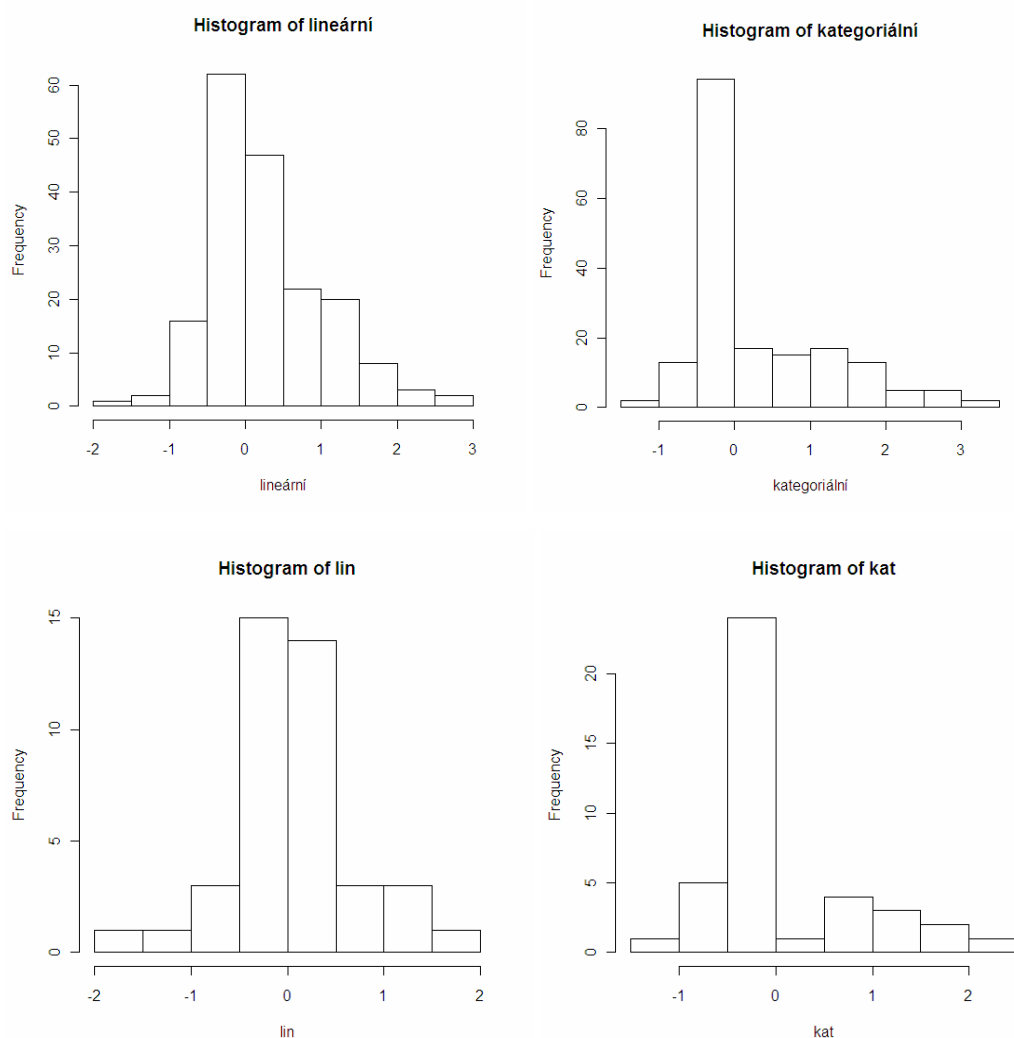 Histogram of lineární
Frequency
0 10 20 30 40 50 60
-2 -1 0 1 2 3
lineární
Histogram of kategoriální
Frequency
0 20 40 60 80
-1 0 1 2 3
kategoriální
Histogram of lin
Frequency
0 5 10 15
-2 -1 0 1 2
lin
Histogram of kat
Frequency
0 5 10 15 20
-1 0 1 2
kat